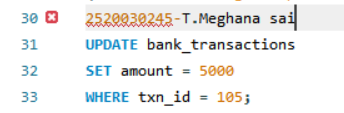 30 2520030245-T.Meghana sai
31 UPDATE bank_transactions
32 SET amount = 5000
33 WHERE txn_id = 105;